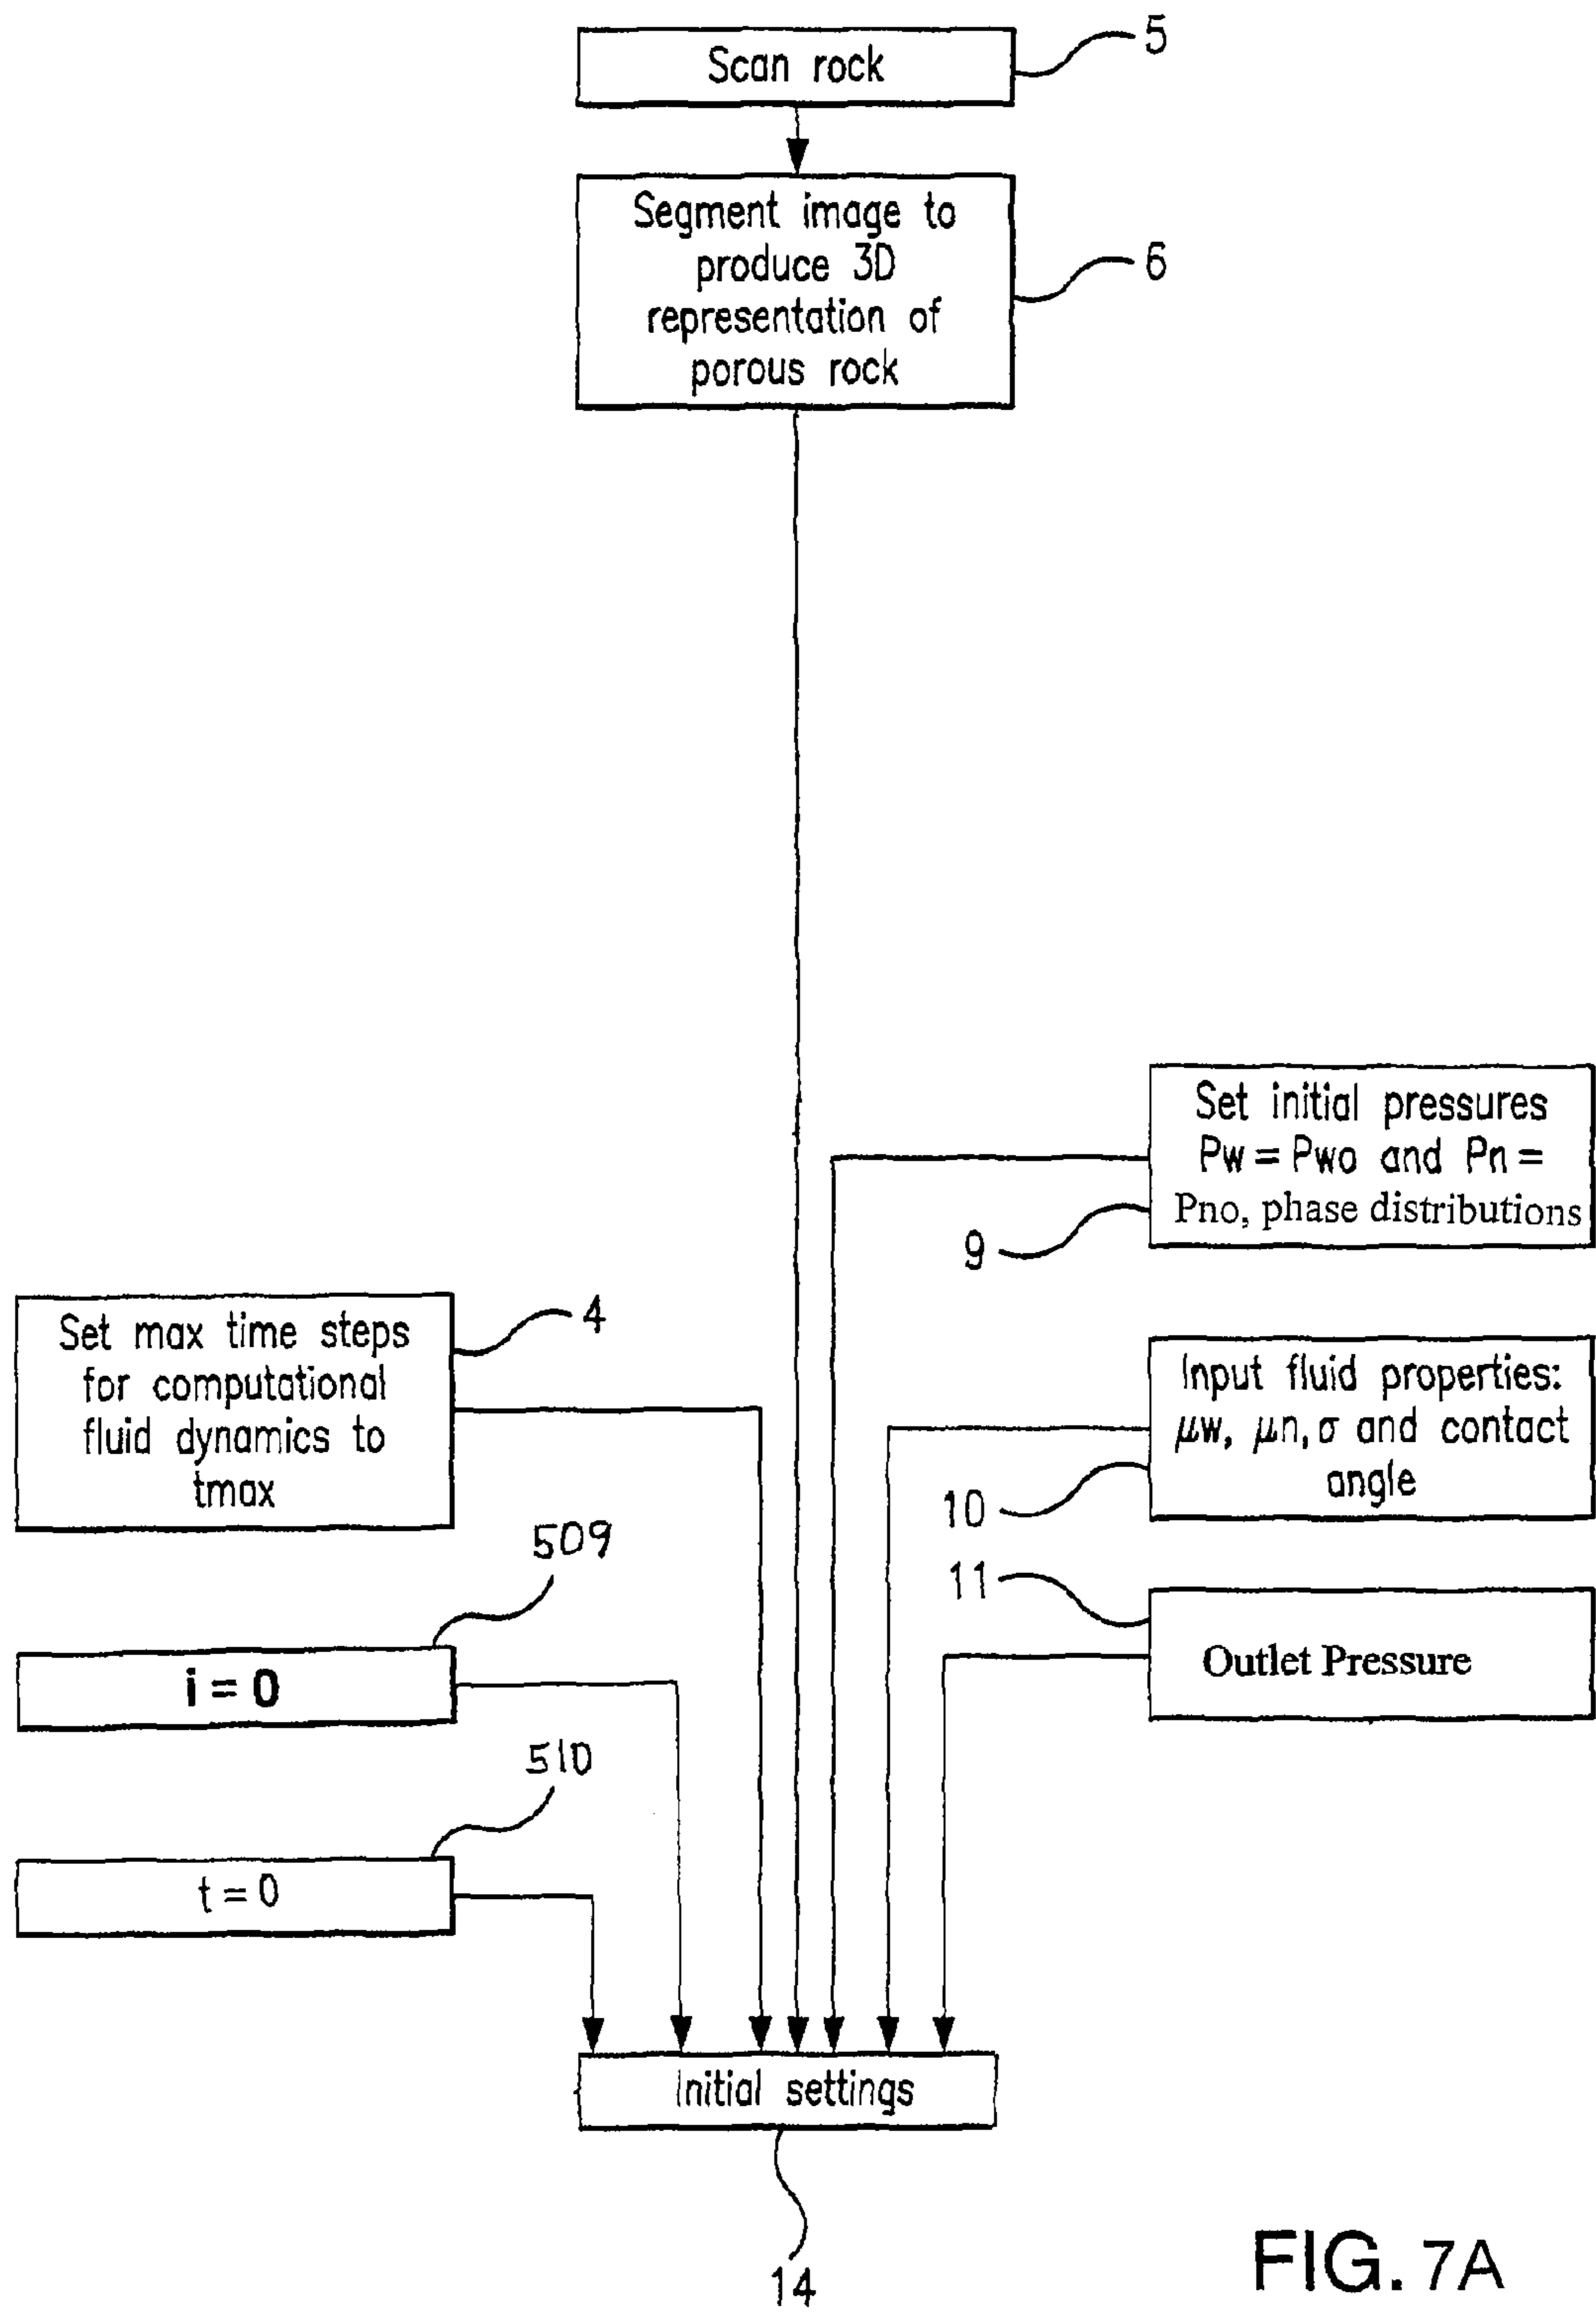 Scan rock
5
Segment image to
produce 3D
representation of
porous rock
6
Set initial pressures
Pw = Pwo and Pn =
Pno, phase distributions
9
Set max time steps
for computational
fluid dynamics to
tmax
4
Input fluid properties:
μw, μn, σ and contact
angle
10
509
11
i = 0
Outlet Pressure
510
t = 0
Initial settings
14
FIG. 7A